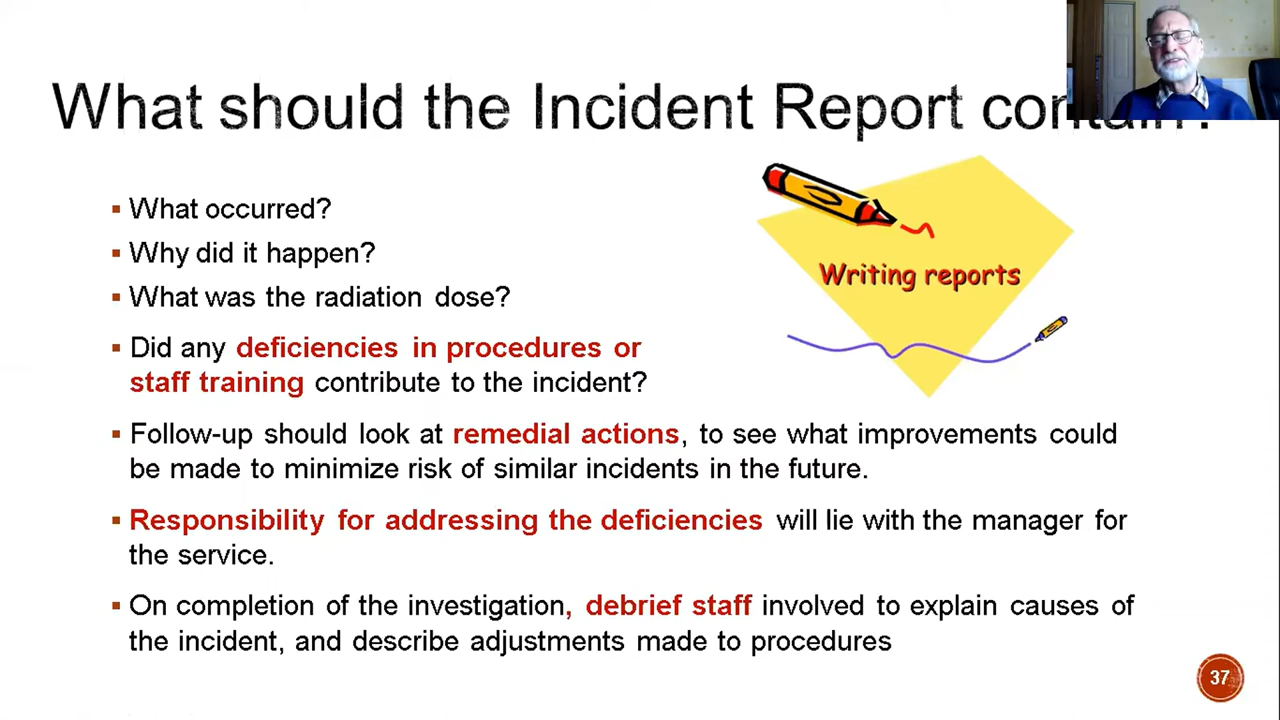 What should the Incident Report contain?
What occurred?
Why did it happen?
What was the radiation dose?
Did any deficiencies in procedures or
staff training contribute to the incident?
Writing reports
Follow-up should look at remedial actions, to see what improvements could
be made to minimize risk of similar incidents in the future.
Responsibility for addressing the deficiencies will lie with the manager for
the service.
On completion of the investigation, debrief staff involved to explain causes of
the incident, and describe adjustments made to procedures
37